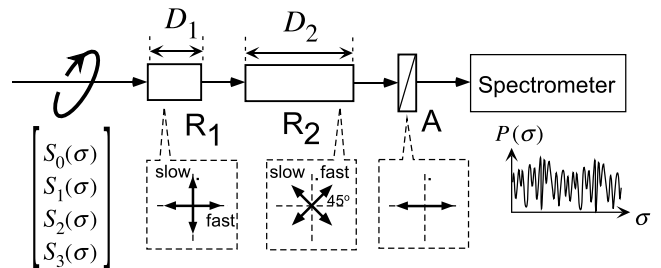 D₁
D₂
Spectrometer
R₁
R₂
A
S₀(σ)
S₁(σ)
S₂(σ)
S₃(σ)
slow
fast
slow
fast
45°
P(σ)
σ